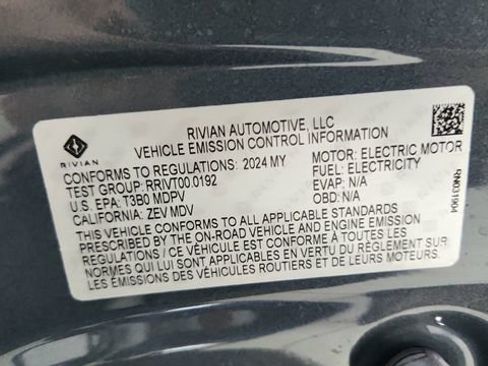 RIVIAN
RIVIAN AUTOMOTIVE, LLC
VEHICLE EMISSION CONTROL INFORMATION
CONFORMS TO REGULATIONS: 2024 MY
TEST GROUP: RRIVT00.0192
U.S. EPA: T3B0 MDPV
CALIFORNIA: ZEV MDV
MOTOR: ELECTRIC MOTOR
FUEL: ELECTRICITY
EVAP: N/A
OBD: N/A
THIS VEHICLE CONFORMS TO ALL APPLICABLE STANDARDS
PRESCRIBED BY THE ON-ROAD VEHICLE AND ENGINE EMISSION
REGULATIONS / CE VÉHICULE EST CONFORME À TOUTES LES
NORMES QUI LUI SONT APPLICABLES EN VERTU DU RÈGLEMENT SUR
LES ÉMISSIONS DES VÉHICULES ROUTIERS ET DE LEURS MOTEURS.
RN031904